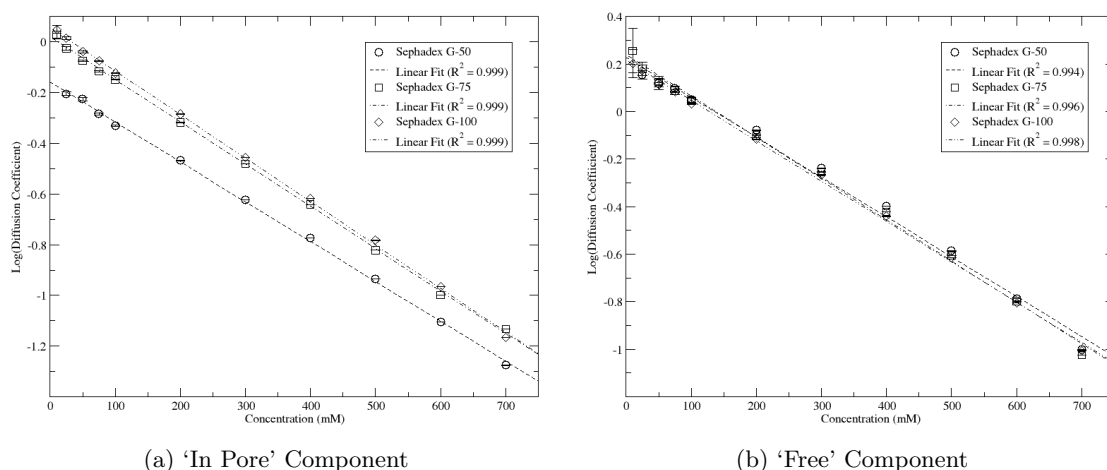 0
-0.2
-0.4
-0.6
-0.8
-1
-1.2
Log(Diffusion Coefficient)
0 100 200 300 400 500 600 700
Concentration (mM)
Sephadex G-50
Linear Fit (R² = 0.999)
Sephadex G-75
Linear Fit (R² = 0.999)
Sephadex G-100
Linear Fit (R² = 0.999)
(a) ‘In Pore’ Component
0.4
0.2
0
-0.2
-0.4
-0.6
-0.8
-1
Log(Diffusion Coeffiicient)
0 100 200 300 400 500 600 700
Concentration (mM)
Sephadex G-50
Linear Fit (R² = 0.994)
Sephadex G-75
Linear Fit (R² = 0.996)
Sephadex G-100
Linear Fit (R² = 0.998)
(b) ‘Free’ Component